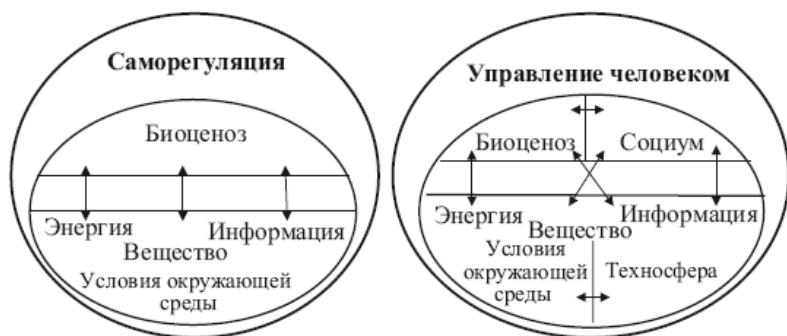 Саморегуляция
Биоценоз
Энергия
Информация
Вещество
Условия окружающей
среды
Управление человеком
Биоценоз
Социум
Энергия
Информация
Вещество
Условия
окружающей
среды
Техносфера